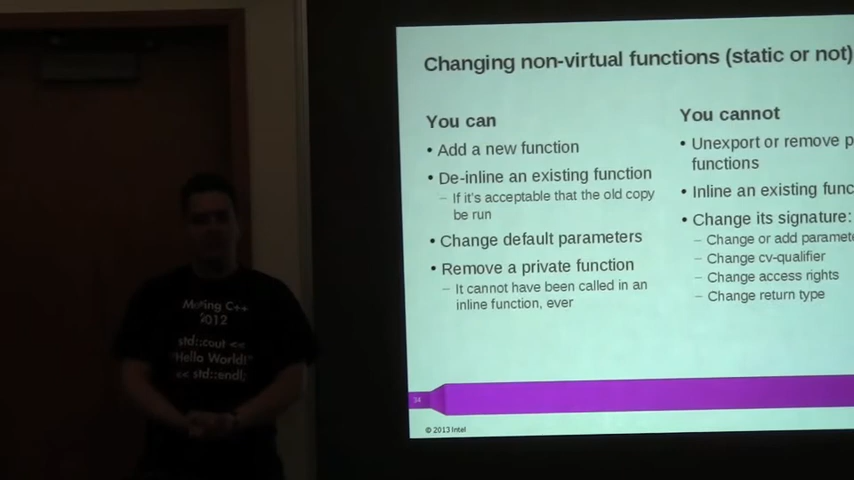 Changing non-virtual functions (static or not)
You can
• Add a new function
• De-inline an existing function
– If it's acceptable that the old copy
be run
• Change default parameters
• Remove a private function
– It cannot have been called in an
inline function, ever
You cannot
• Unexport or remove
functions
• Inline an existing
• Change its signature:
– Change or add
– Change cv-qualifier
– Change access rights
– Change return type
34
© 2013 Intel
C++
2012
std::cout <<
"Hello World!"
<< std::endl;